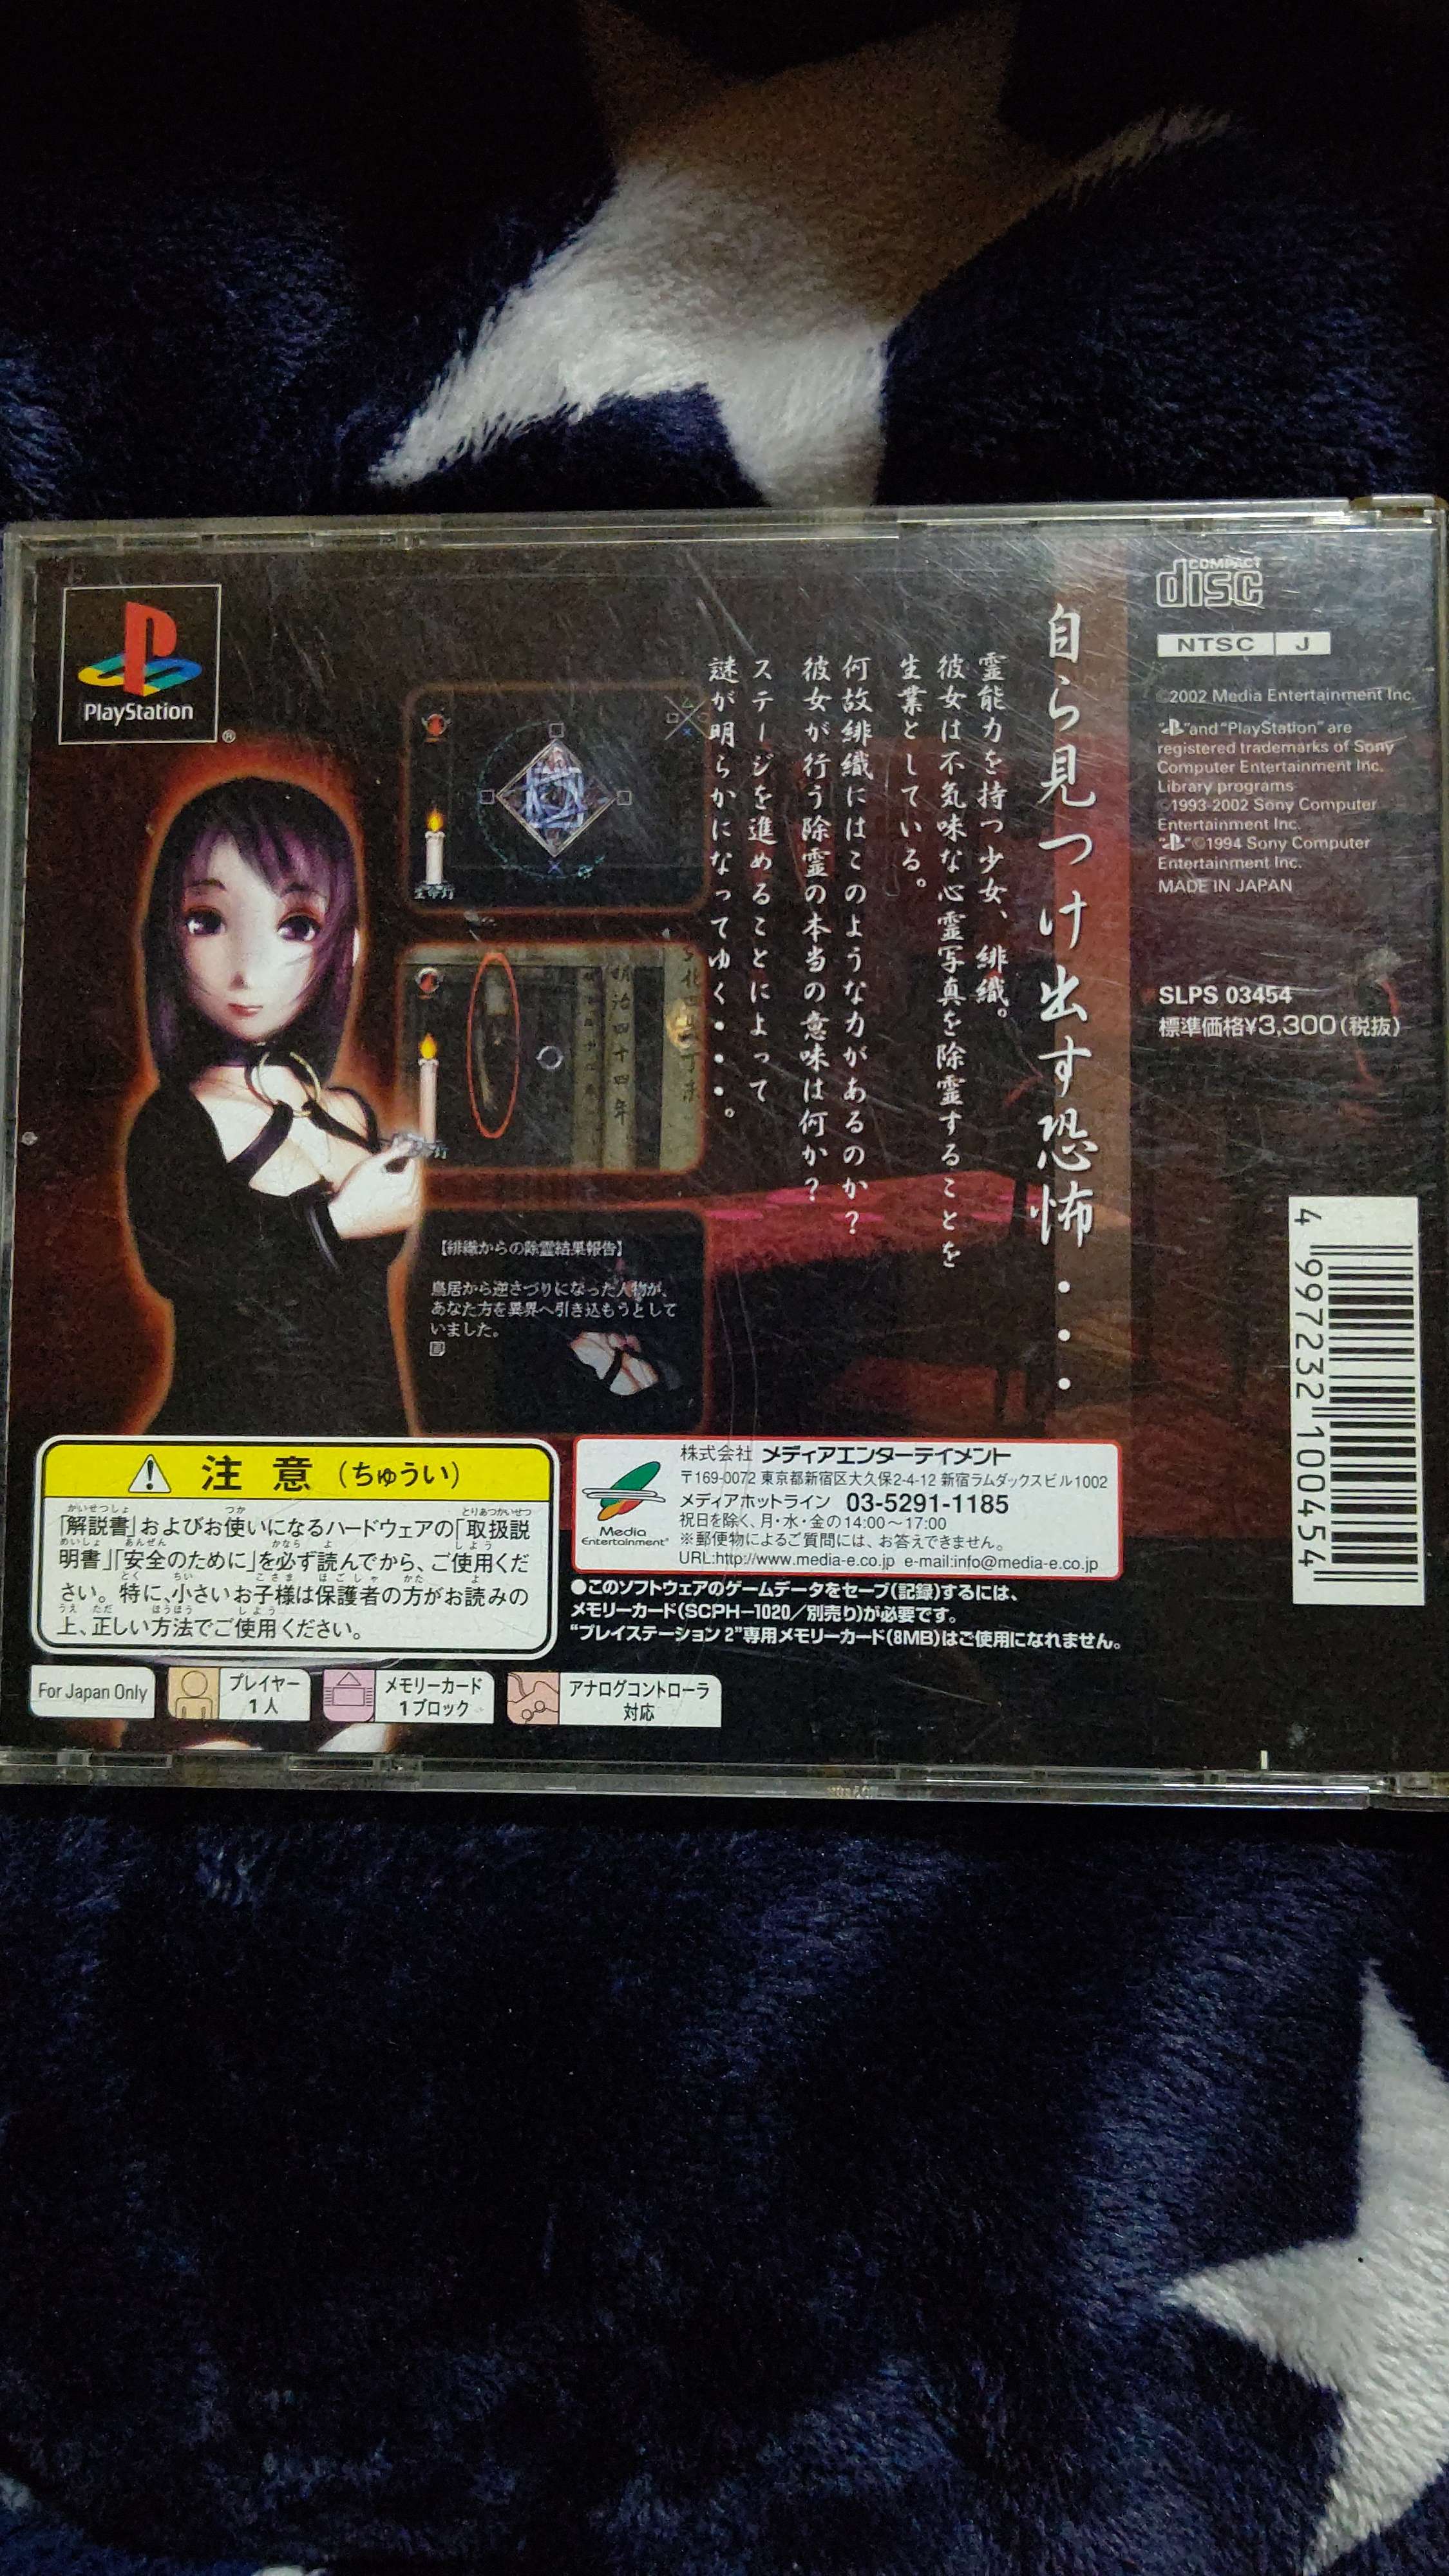 PlayStation
®
自ら見つけ出す恐怖・・・
霊能力を持つ少女、緋織。
彼女は不気味な心霊写真を除霊することを
生業としている。
何故緋織にはこのような力があるのか？
彼女が行う除霊の本当の意味は何か？
ステージを進めることによって
謎が明らかになってゆく・・・。
明治四十四年
【緋織からの除霊結果報告】
鳥居から逆さづりになった人物が、
あなた方を異界へ引き込もうとして
いました。
COMPACT
disc
NTSC J
©2002 Media Entertainment Inc.
" "and "PlayStation" are
registered trademarks of Sony
Computer Entertainment Inc.
Library programs
©1993-2002 Sony Computer
Entertainment Inc.
" "©1994 Sony Computer
Entertainment Inc.
MADE IN JAPAN
SLPS 03454
標準価格¥3,300(税抜)
4 997232 100454
注意(ちゅうい)
「解説書」およびお使いになるハードウェアの「取扱説
明書」「安全のために」を必ず読んでから、ご使用くだ
さい。特に、小さいお子様は保護者の方がお読みの
上、正しい方法でご使用ください。
Media
Entertainment
株式会社 メディアエンターテイメント
〒169-0072 東京都新宿区大久保2-4-12 新宿ラムダックスビル1002
メディアホットライン 03-5291-1185
祝日を除く、月・水・金の14:00〜17:00
※郵便物によるご質問には、お答えできません。
URL:http://www.media-e.co.jp e-mail:info@media-e.co.jp
●このソフトウェアのゲームデータをセーブ(記録)するには、
メモリーカード(SCPH-1020/別売り)が必要です。
"プレイステーション 2"専用メモリーカード(8MB)はご使用になれません。
For Japan Only
プレイヤー
1人
メモリーカード
1ブロック
アナログコントローラ
対応